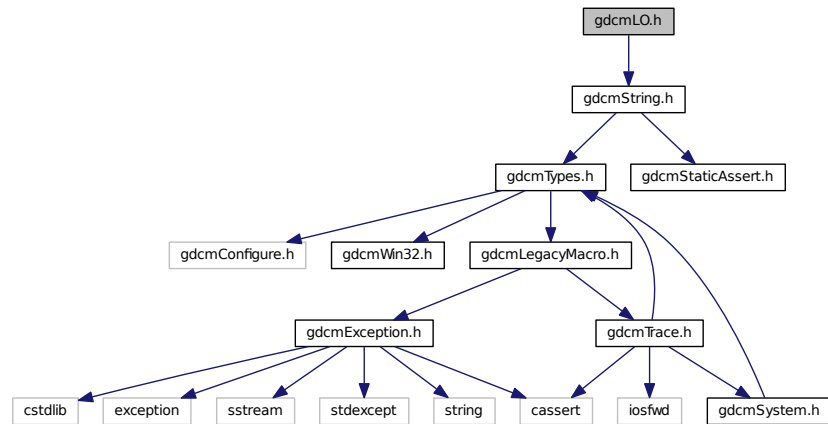 gdcmLO.h
gdcmString.h
gdcmTypes.h
gdcmStaticAssert.h
gdcmConfigure.h
gdcmWin32.h
gdcmLegacyMacro.h
gdcmException.h
gdcmTrace.h
cstdlib
exception
sstream
stdexcept
string
cassert
iosfwd
gdcmSystem.h